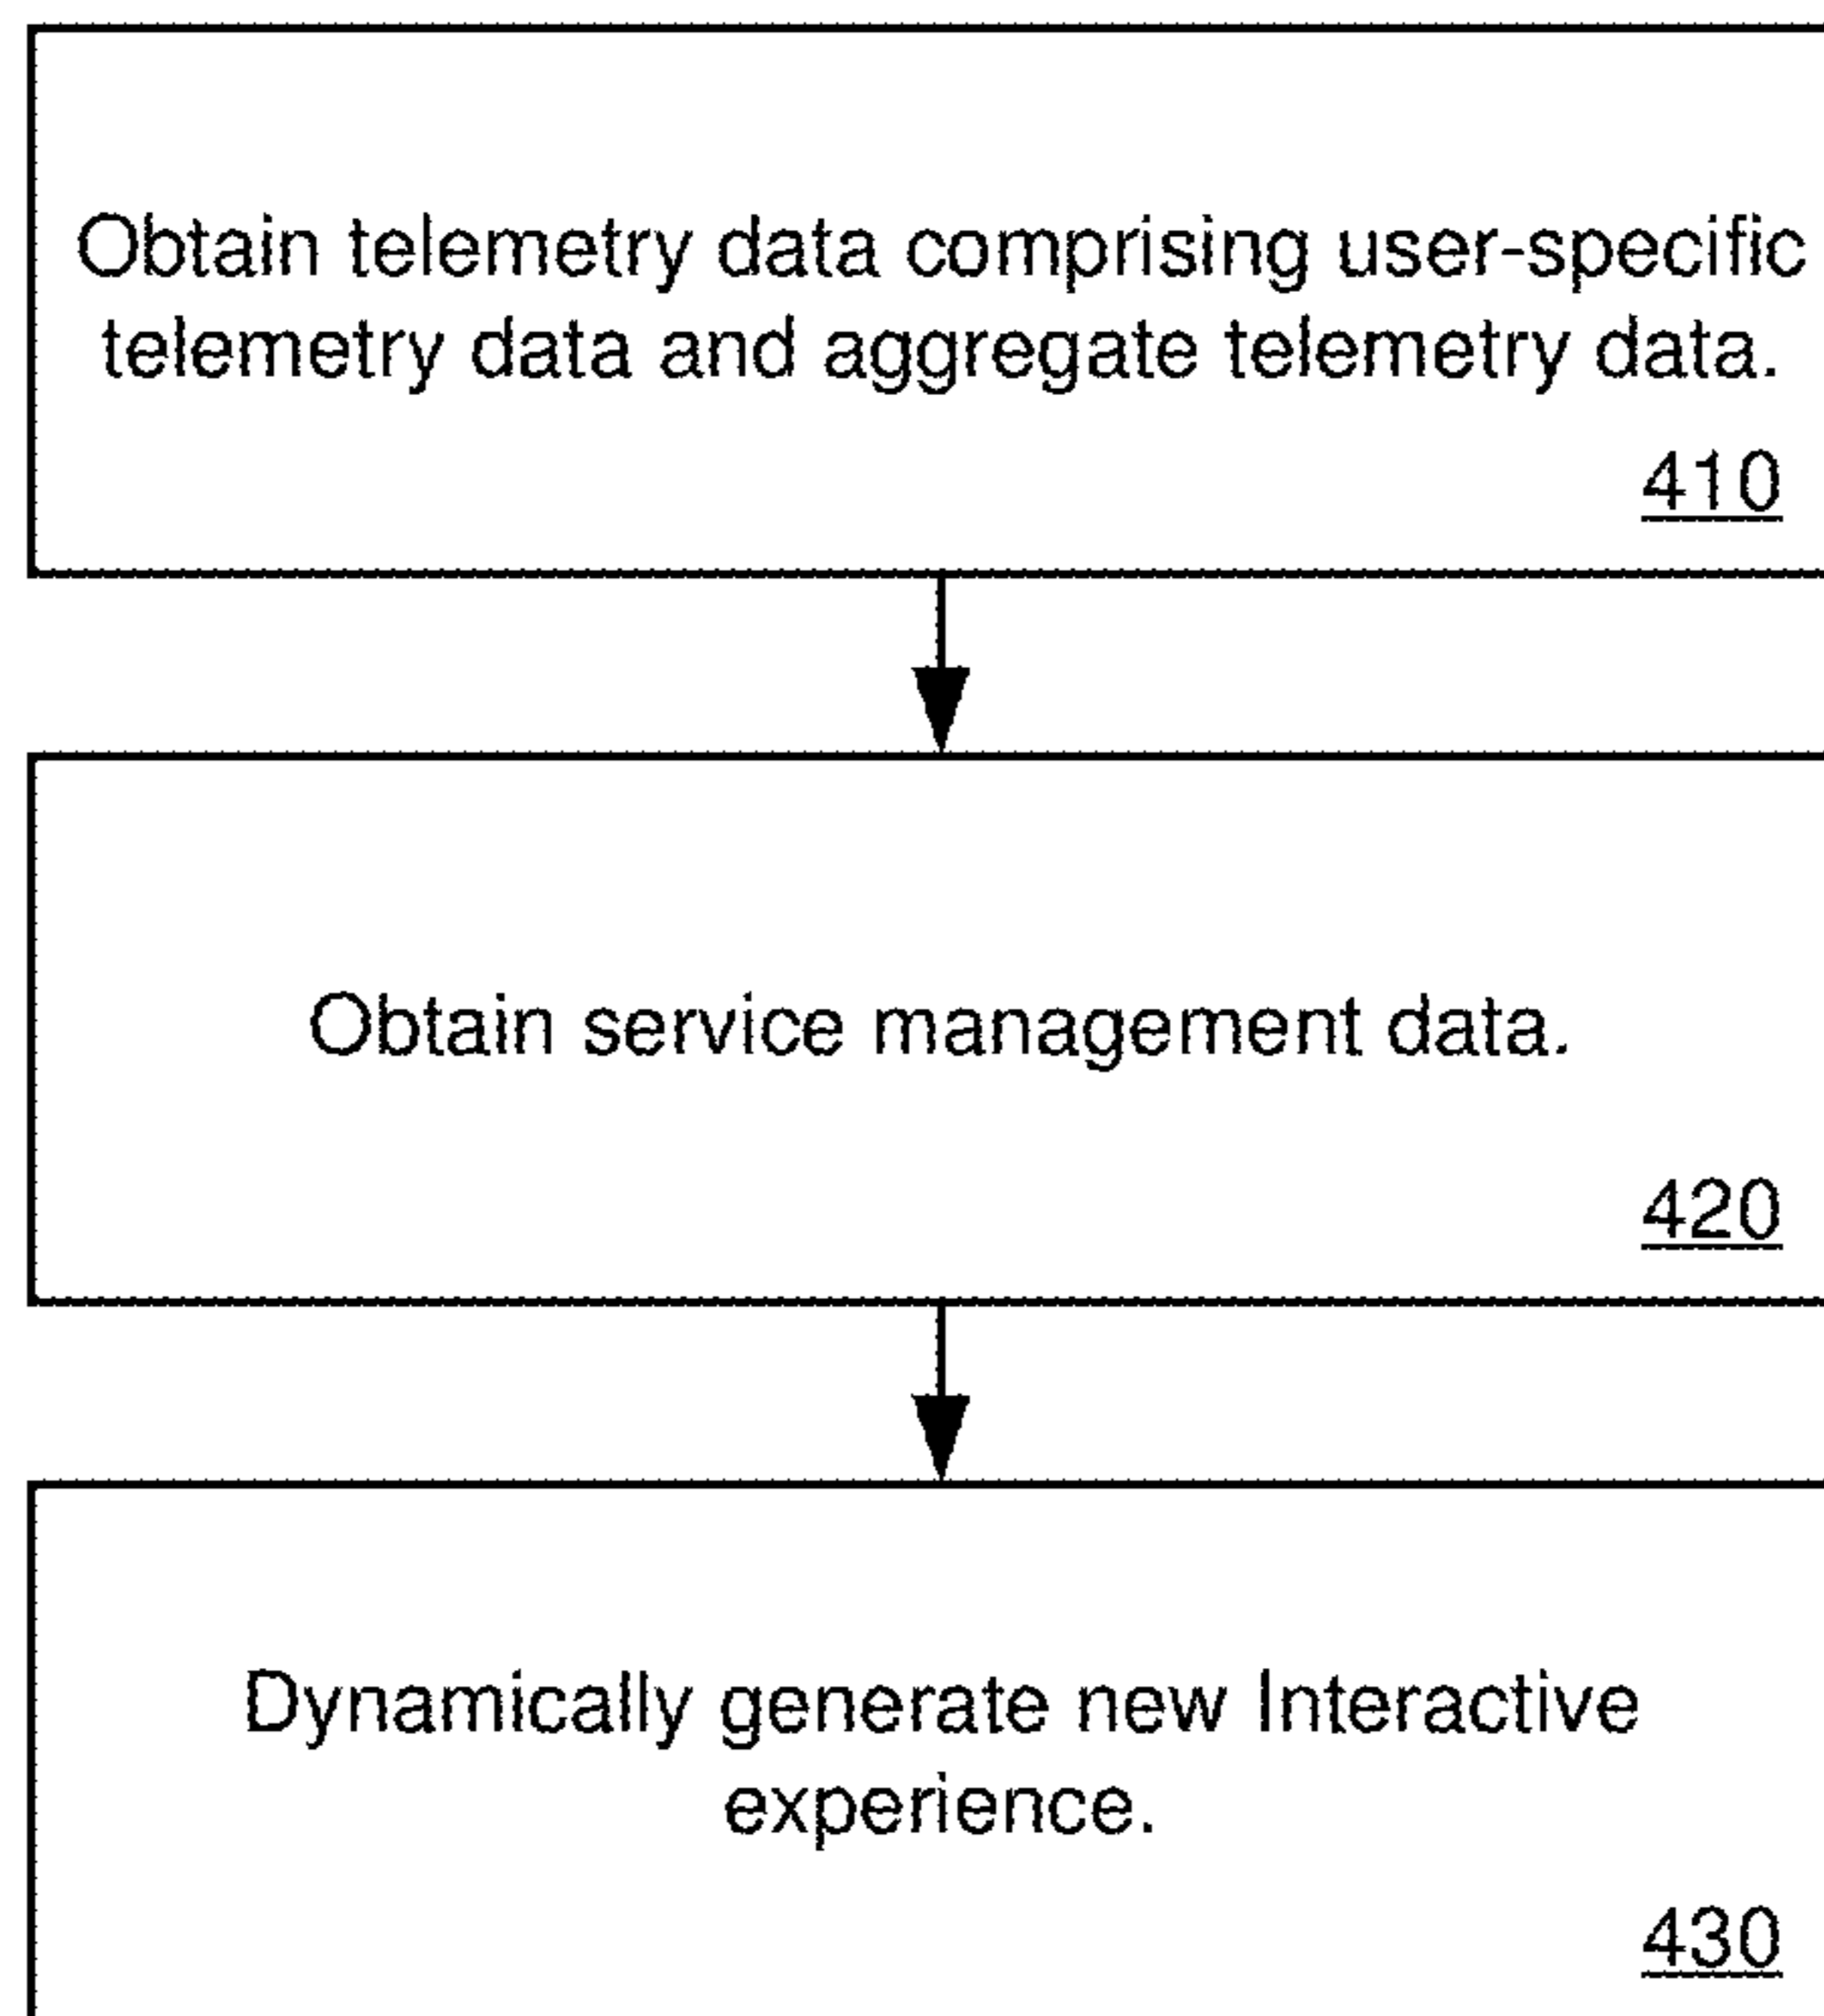 Obtain telemetry data comprising user-specific
telemetry data and aggregate telemetry data.
410
Obtain service management data.
420
Dynamically generate new Interactive
experience.
430